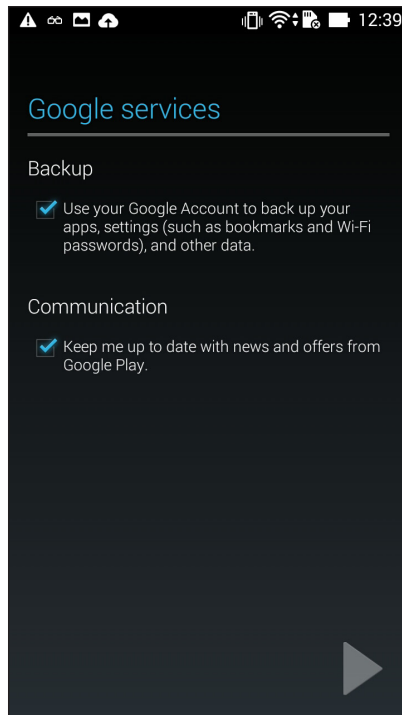 12:39
Google services
Backup
Use your Google Account to back up your
apps, settings (such as bookmarks and Wi-Fi
passwords), and other data.
Communication
Keep me up to date with news and offers from
Google Play.